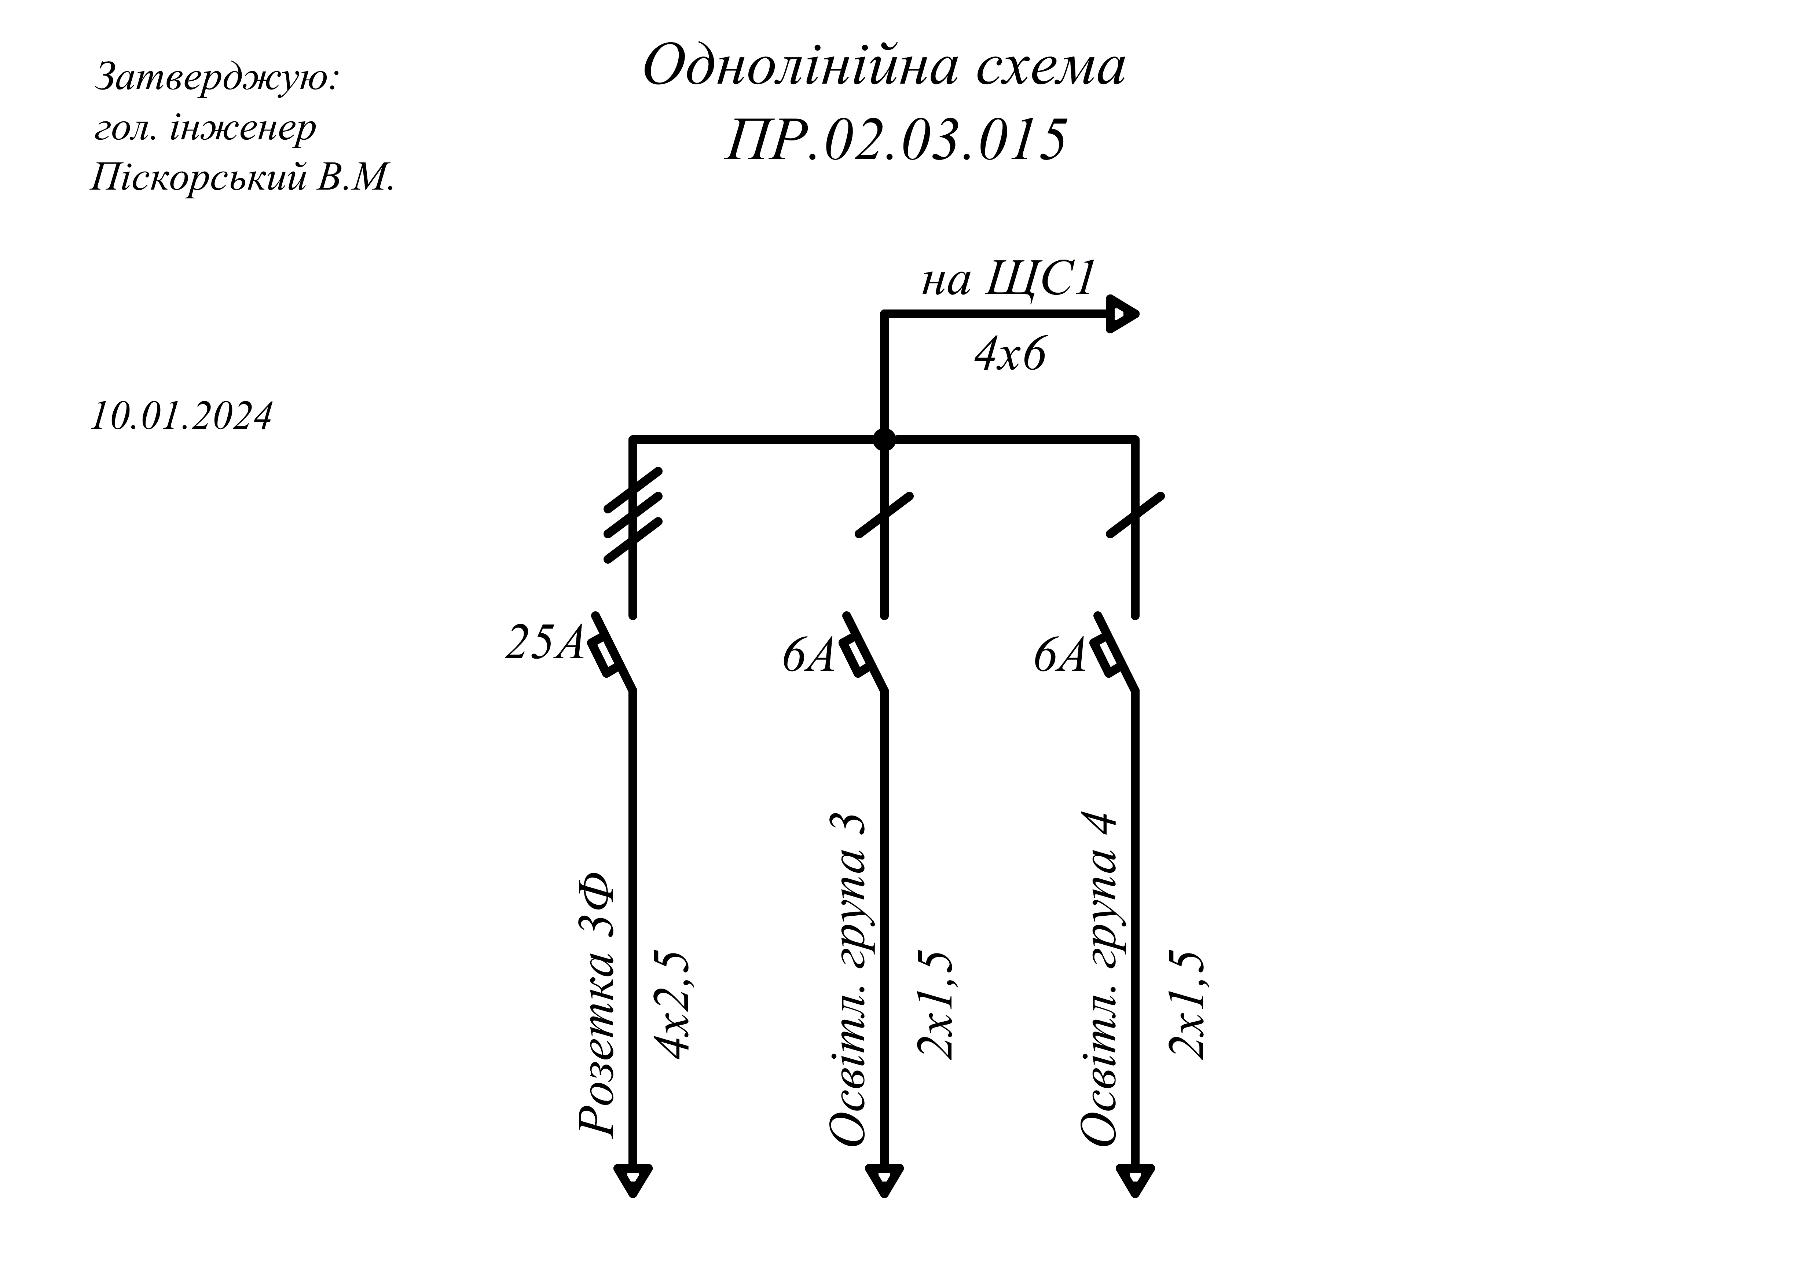 Затверджую:
гол. інженер
Піскорський В.М.
Однолінійна схема
ПР.02.03.015
на ЩС1
4х6
10.01.2024
25А
6А
6А
Розетка 3Ф
4х2,5
Освітл. група 3
2х1,5
Освітл. група 4
2х1,5